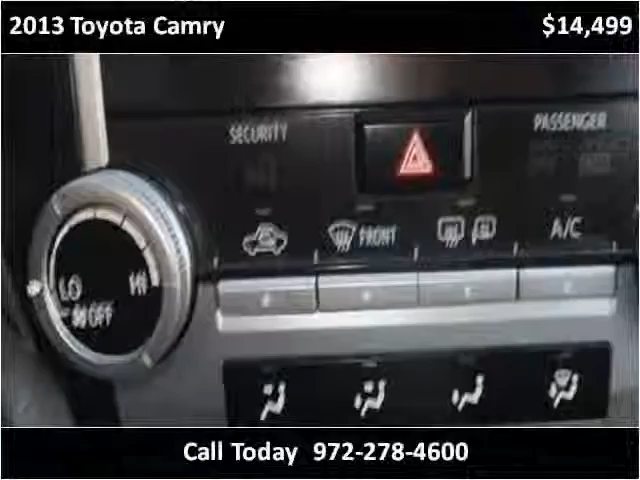 2013 Toyota Camry $14,499
SECURITY PASSENGER
FRONT A/C
LO HI
OFF
Call Today 972-278-4600